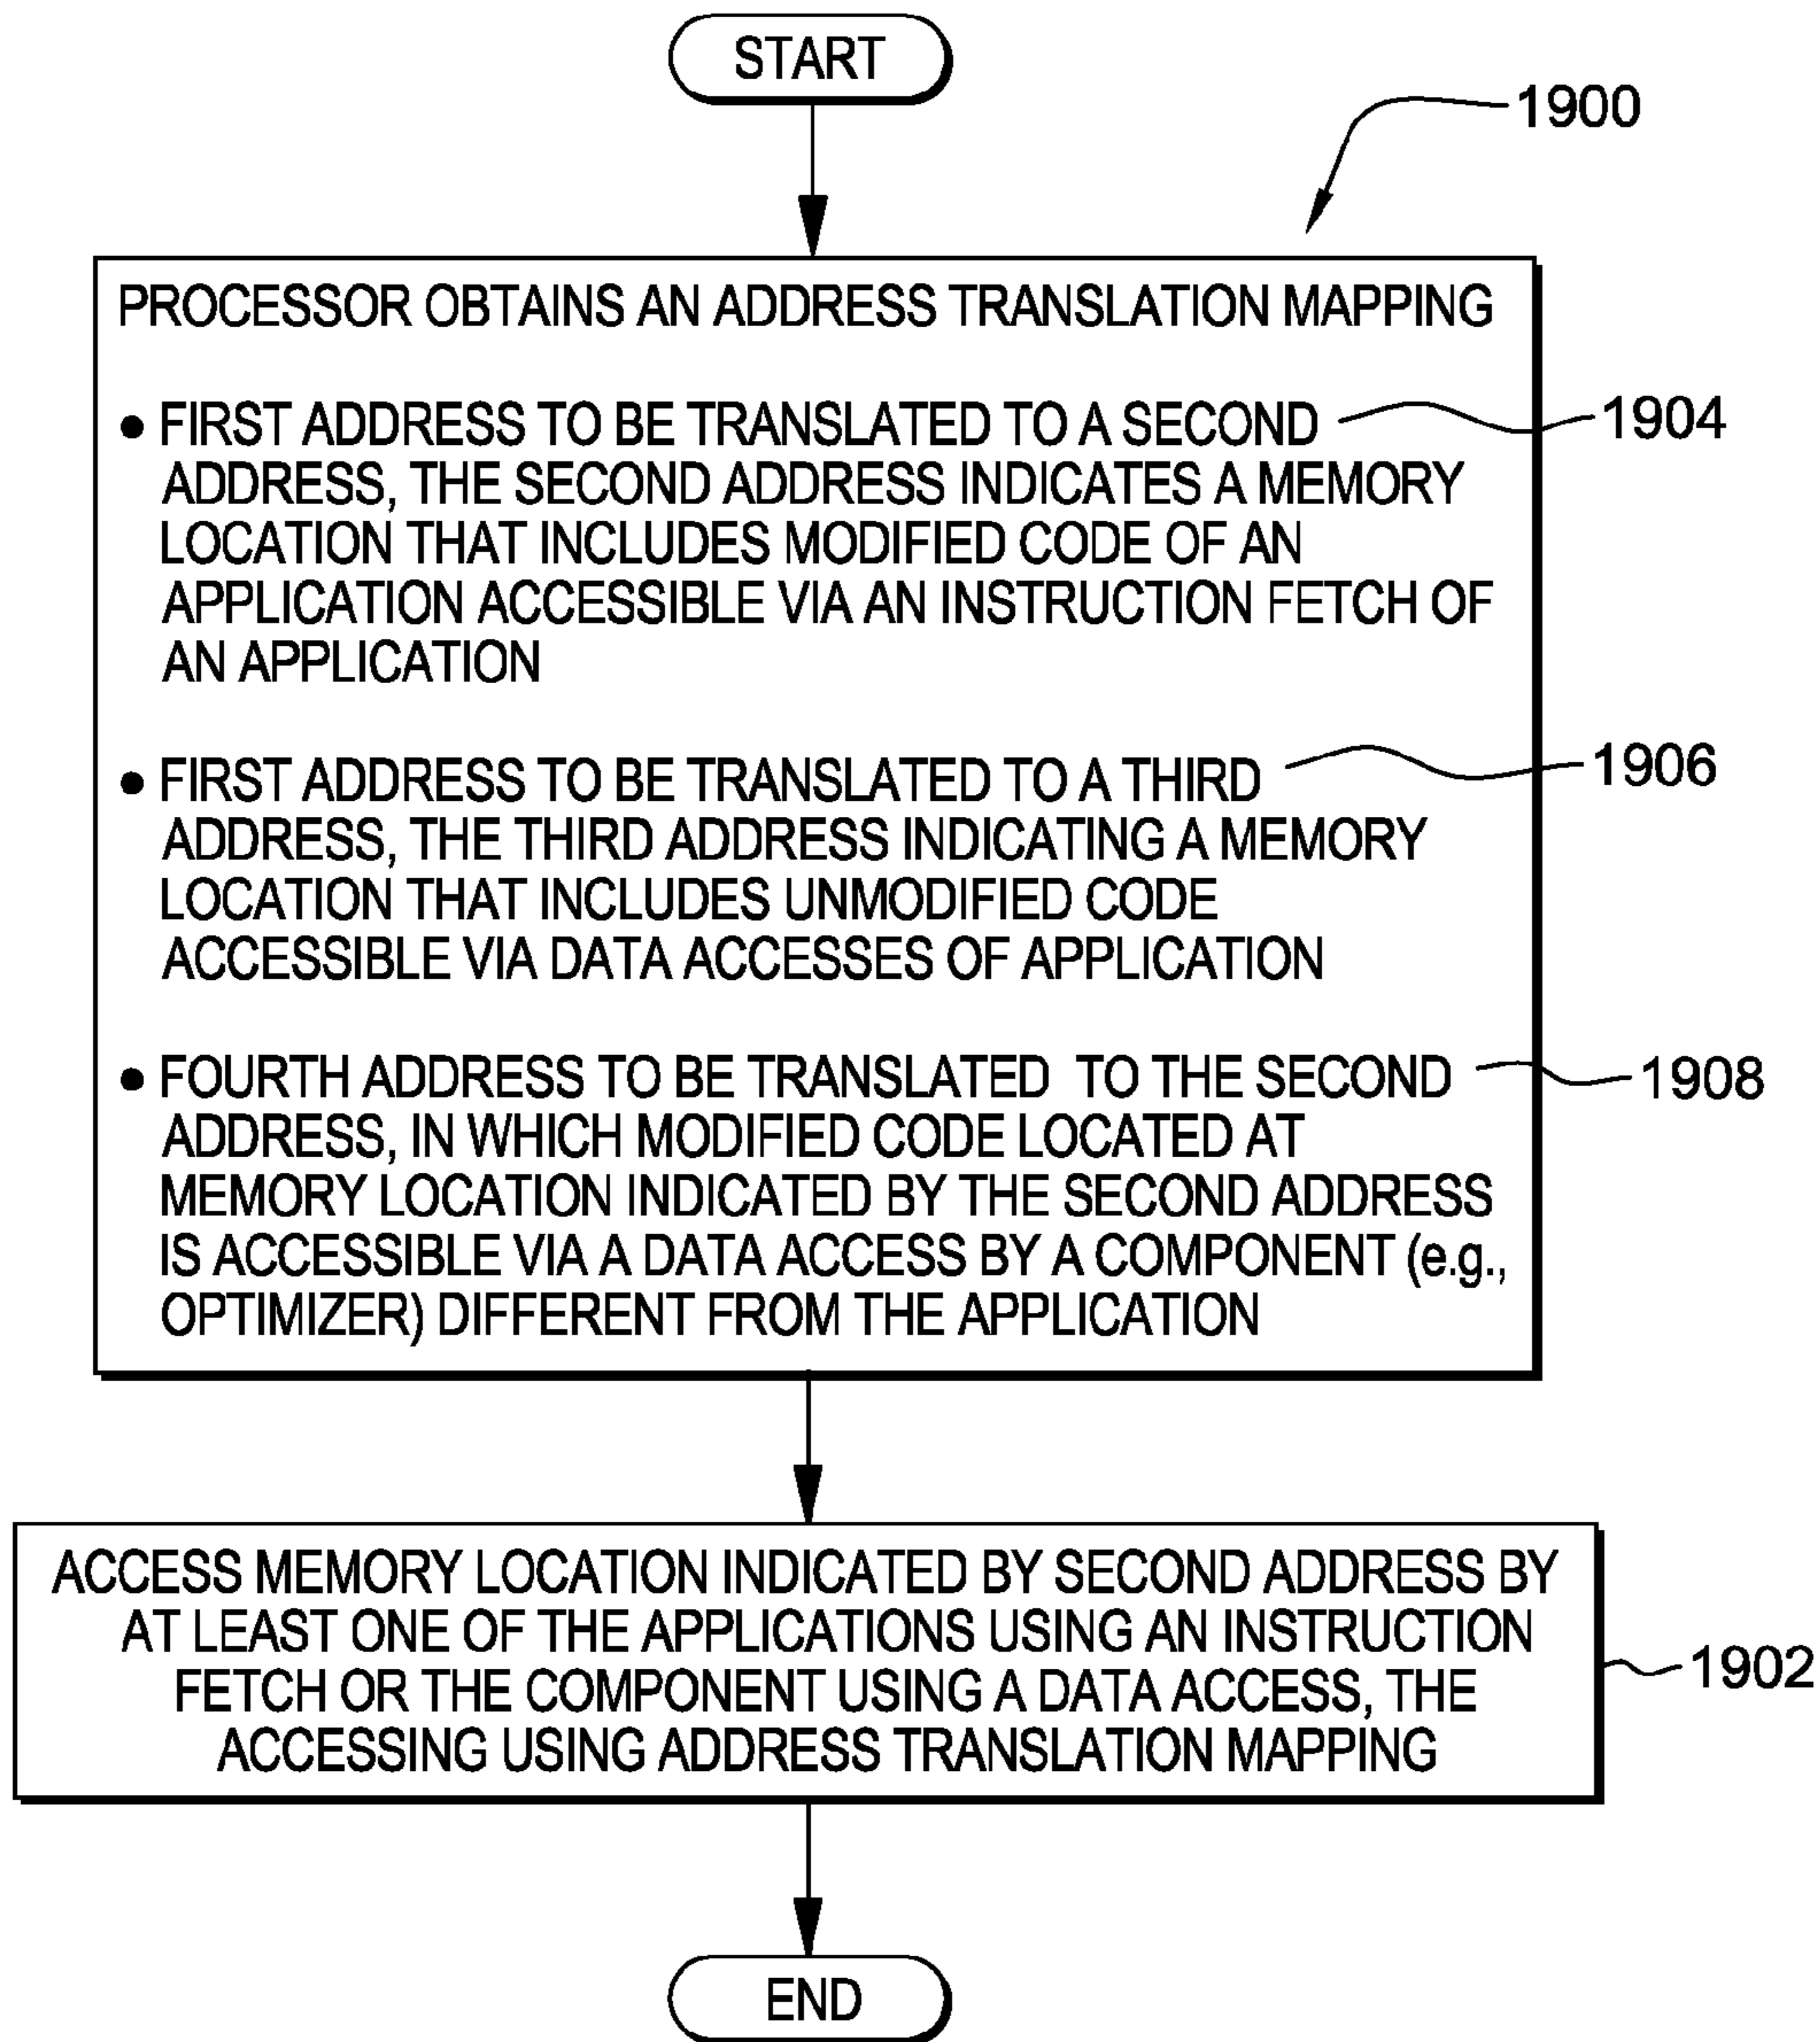 START
1900
PROCESSOR OBTAINS AN ADDRESS TRANSLATION MAPPING
● FIRST ADDRESS TO BE TRANSLATED TO A SECOND
1904
ADDRESS, THE SECOND ADDRESS INDICATES A MEMORY
LOCATION THAT INCLUDES MODIFIED CODE OF AN
APPLICATION ACCESSIBLE VIA AN INSTRUCTION FETCH OF
AN APPLICATION
● FIRST ADDRESS TO BE TRANSLATED TO A THIRD
1906
ADDRESS, THE THIRD ADDRESS INDICATING A MEMORY
LOCATION THAT INCLUDES UNMODIFIED CODE
ACCESSIBLE VIA DATA ACCESSES OF APPLICATION
● FOURTH ADDRESS TO BE TRANSLATED TO THE SECOND
1908
ADDRESS, IN WHICH MODIFIED CODE LOCATED AT
MEMORY LOCATION INDICATED BY THE SECOND ADDRESS
IS ACCESSIBLE VIA A DATA ACCESS BY A COMPONENT (e.g.,
OPTIMIZER) DIFFERENT FROM THE APPLICATION
ACCESS MEMORY LOCATION INDICATED BY SECOND ADDRESS BY
AT LEAST ONE OF THE APPLICATIONS USING AN INSTRUCTION
FETCH OR THE COMPONENT USING A DATA ACCESS, THE
1902
ACCESSING USING ADDRESS TRANSLATION MAPPING
END